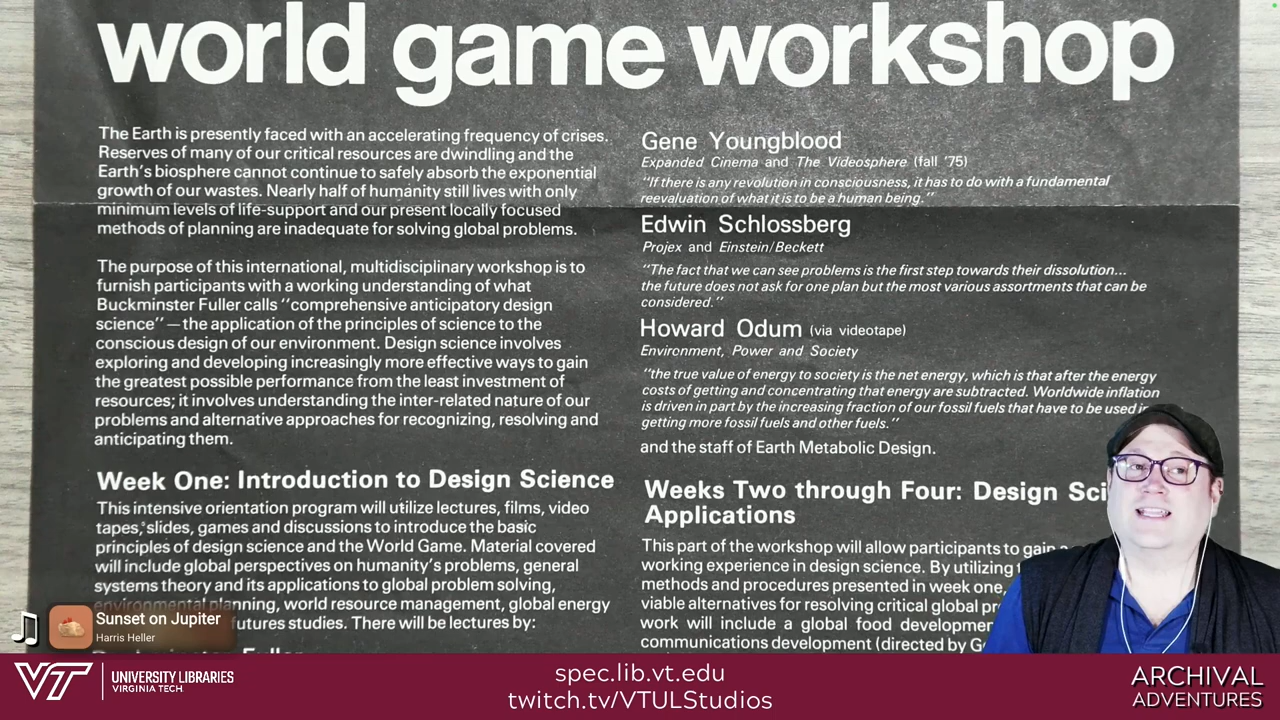 world game workshop
The Earth is presently faced with an accelerating frequency of crises.
Reserves of many of our critical resources are dwindling and the
Earth's biosphere cannot continue to safely absorb the exponential
growth of our wastes. Nearly half of humanity still lives with only
minimum levels of life-support and our present locally focused
methods of planning are inadequate for solving global problems.
The purpose of this international, multidisciplinary workshop is to
furnish participants with a working understanding of what
Buckminster Fuller calls "comprehensive anticipatory design
science"—the application of the principles of science to the
conscious design of our environment. Design science involves
exploring and developing increasingly more effective ways to gain
the greatest possible performance from the least investment of
resources; it involves understanding the inter-related nature of our
problems and alternative approaches for recognizing, resolving and
anticipating them.
Week One: Introduction to Design Science
This intensive orientation program will utilize lectures, films, video
tapes, slides, games and discussions to introduce the basic
principles of design science and the World Game. Material covered
will include global perspectives on humanity's problems, general
systems theory and its applications to global problem solving,
environmental planning, world resource management, global energy
futures studies. There will be lectures by:
Gene Youngblood
Expanded Cinema and The Videosphere (fall '75)
"If there is any revolution in consciousness, it has to do with a fundamental
reevaluation of what it is to be a human being."
Edwin Schlossberg
Projex and Einstein/Beckett
"The fact that we can see problems is the first step towards their dissolution...
the future does not ask for one plan but the most various assortments that can be
considered."
Howard Odum (via videotape)
Environment, Power and Society
"the true value of energy to society is the net energy, which is that after the energy
costs of getting and concentrating that energy are subtracted. Worldwide inflation
is driven in part by the increasing fraction of our fossil fuels that have to be used in
getting more fossil fuels and other fuels."
and the staff of Earth Metabolic Design.
Weeks Two through Four: Design Sci
Applications
This part of the workshop will allow participants to gain
working experience in design science. By utilizing
methods and procedures presented in week one,
viable alternatives for resolving critical global
work will include a global food
communications development (directed by
Sunset on Jupiter
Harris Heller
VT UNIVERSITY LIBRARIES
VIRGINIA TECH
spec.lib.vt.edu
twitch.tv/VTULStudios
ARCHIVAL
ADVENTURES